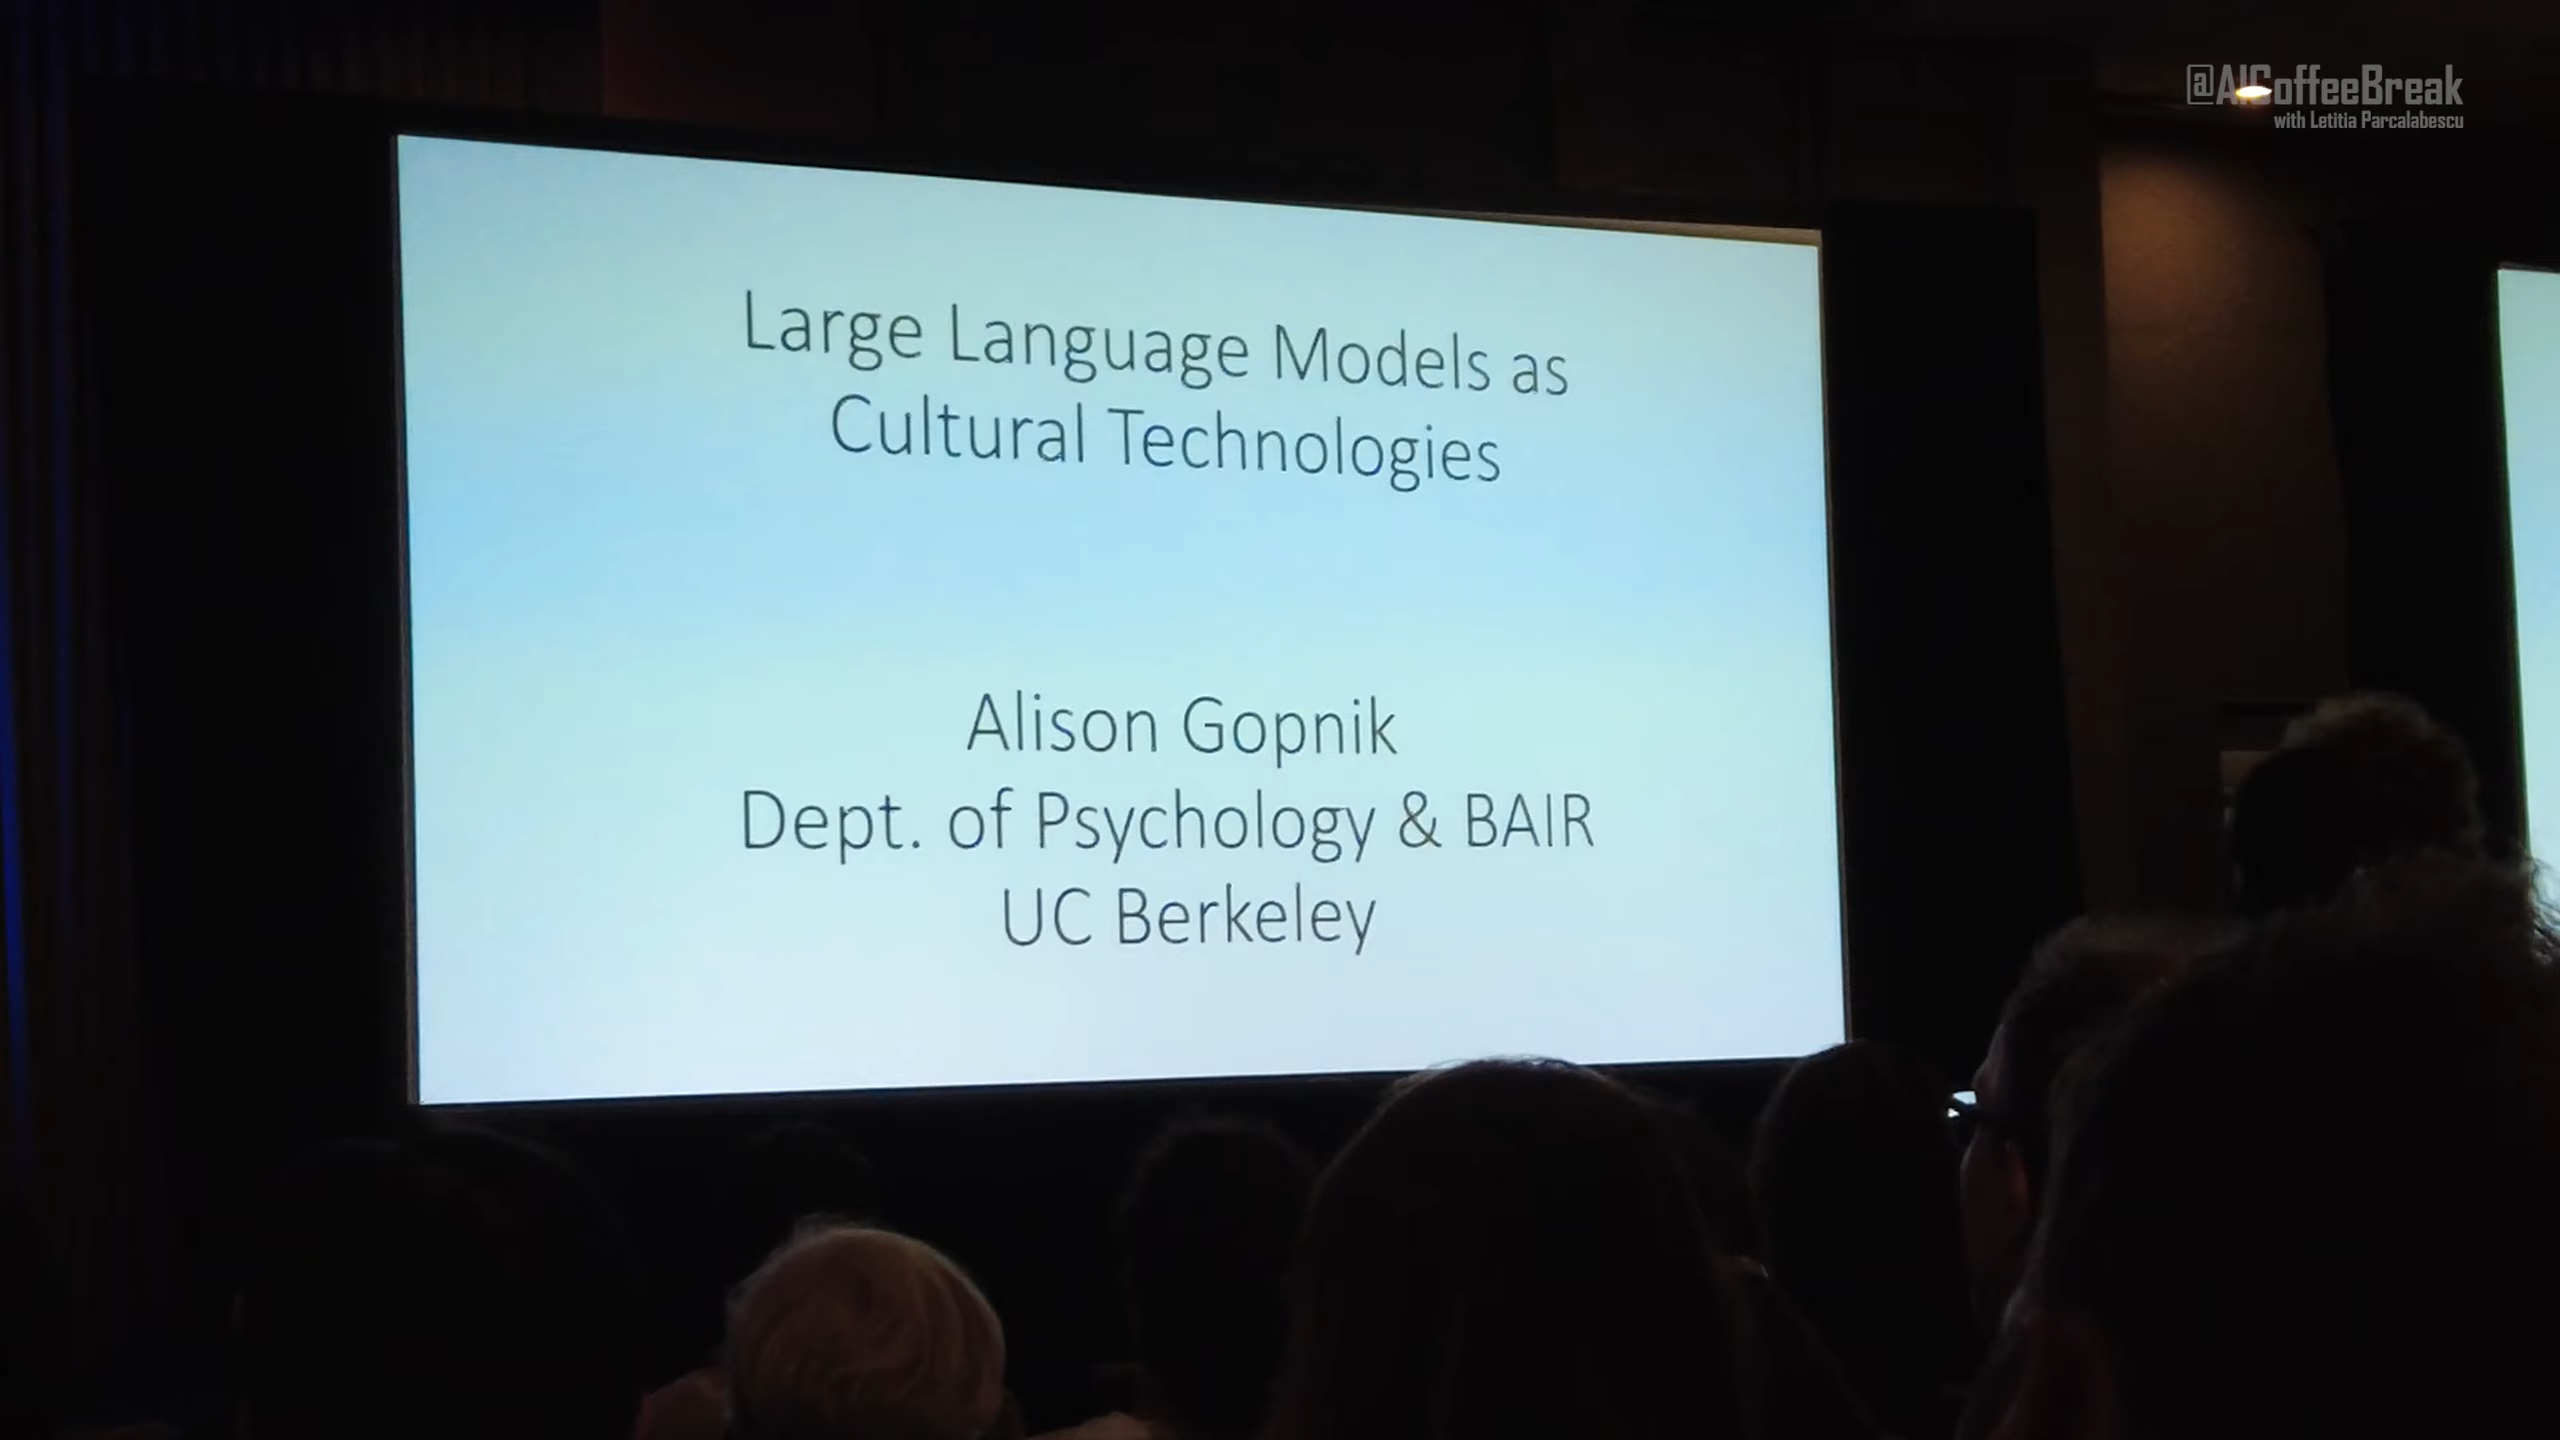 @AICoffeeBreak
with Letitia Parcalabescu
Large Language Models as
Cultural Technologies
Alison Gopnik
Dept. of Psychology & BAIR
UC Berkeley